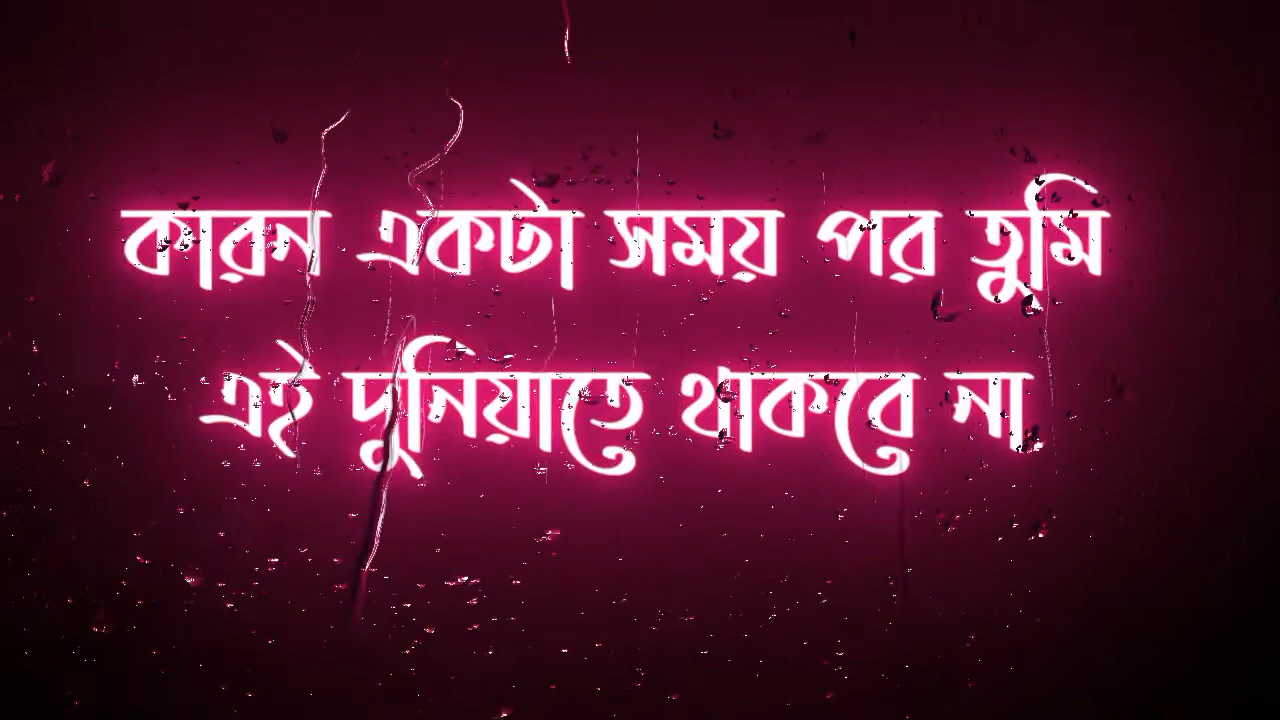 কারন একটা সময় পর তুমি
এই দুনিয়াতে থাকবে না